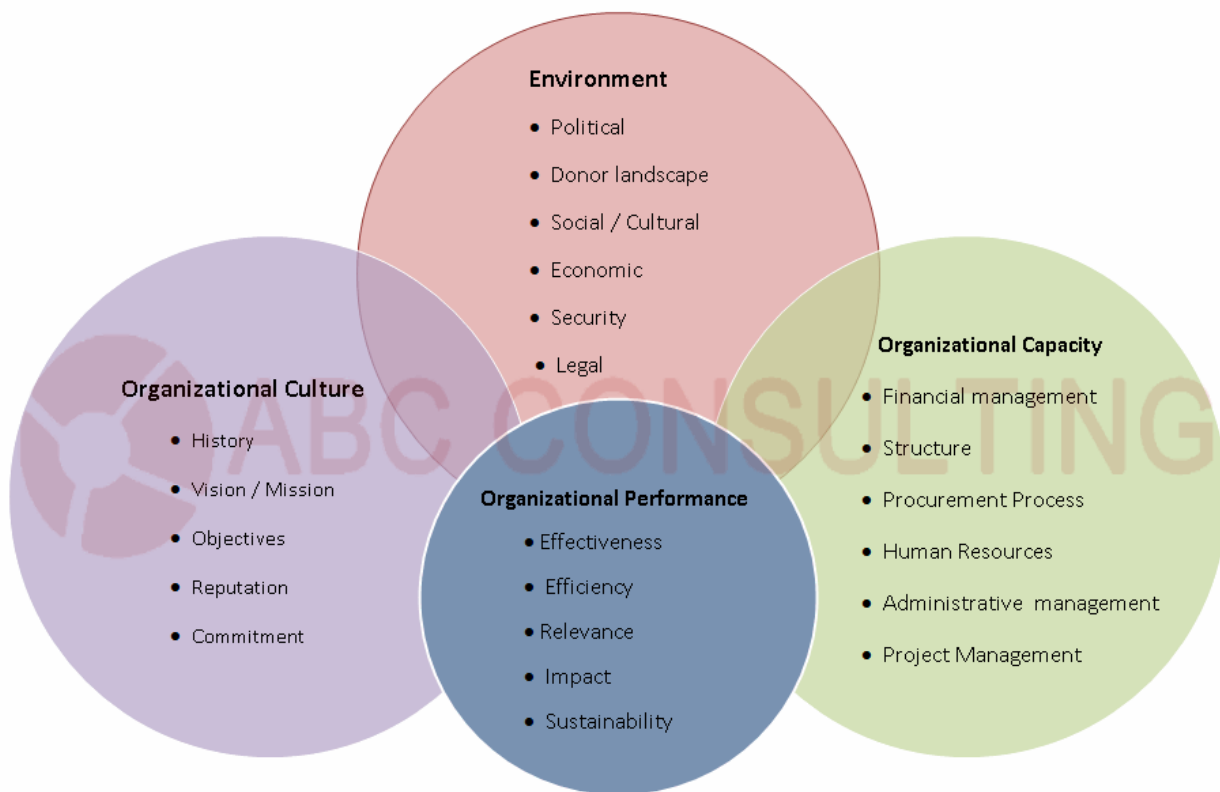 Environment
• Political
• Donor landscape
• Social / Cultural
• Economic
• Security
• Legal
Organizational Culture
• History
• Vision / Mission
• Objectives
• Reputation
• Commitment
Organizational Capacity
• Financial management
• Structure
• Procurement Process
• Human Resources
• Administrative management
• Project Management
Organizational Performance
• Effectiveness
• Efficiency
• Relevance
• Impact
• Sustainability
ABC CONSULTING